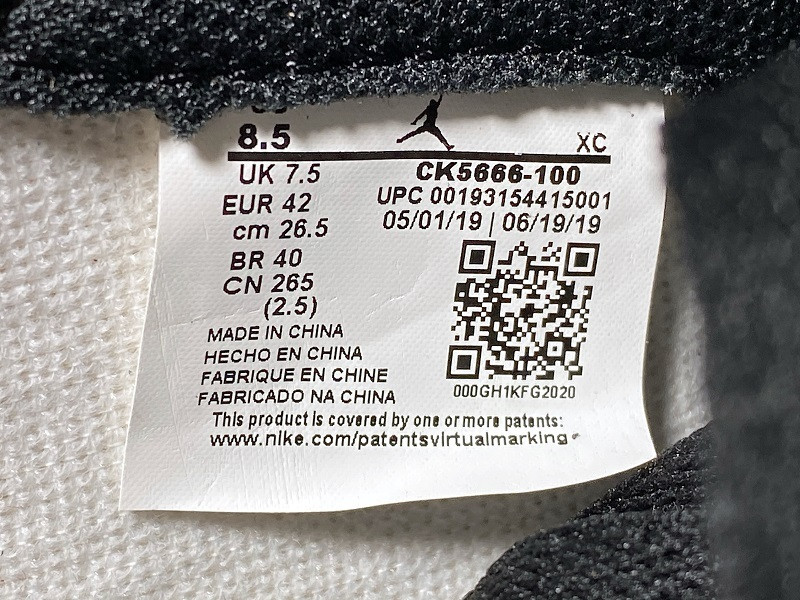 8.5
XC
UK 7.5
EUR 42
cm 26.5
BR 40
CN 265
(2.5)
CK5666-100
UPC 00193154415001
05/01/19 | 06/19/19
000GH1KFG2020
MADE IN CHINA
HECHO EN CHINA
FABRIQUE EN CHINE
FABRICADO NA CHINA
This product is covered by one or more patents:
www.nike.com/patentsvirtualmarking